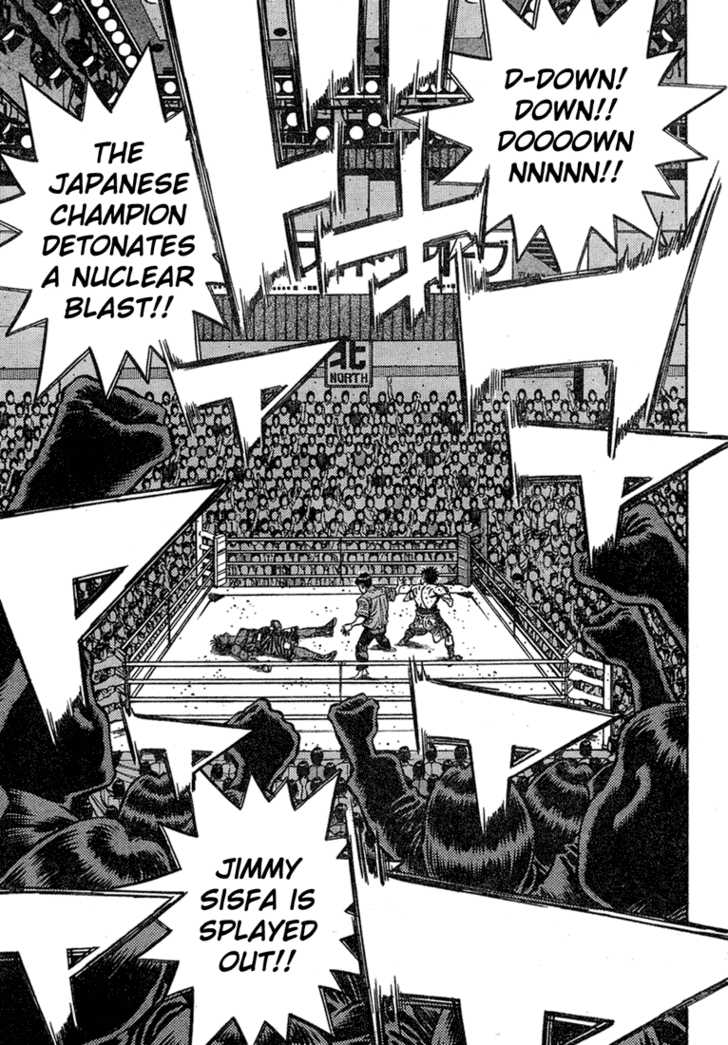 D-DOWN!
DOWN!!
DOOOOWN
NNNNN!!
THE
JAPANESE
CHAMPION
DETONATES
A NUCLEAR
BLAST!!
NORTH
JIMMY
SISFA IS
SPLAYED
OUT!!